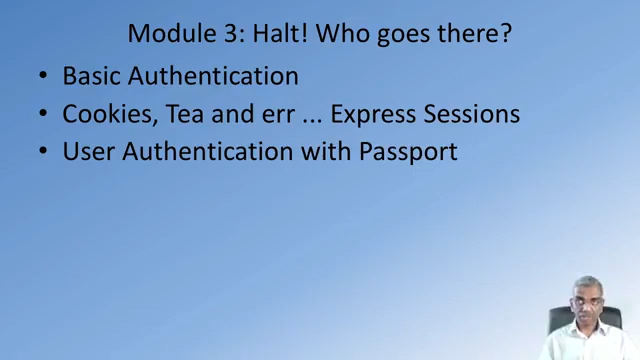 Module 3: Halt! Who goes there?
• Basic Authentication
• Cookies, Tea and err ... Express Sessions
• User Authentication with Passport